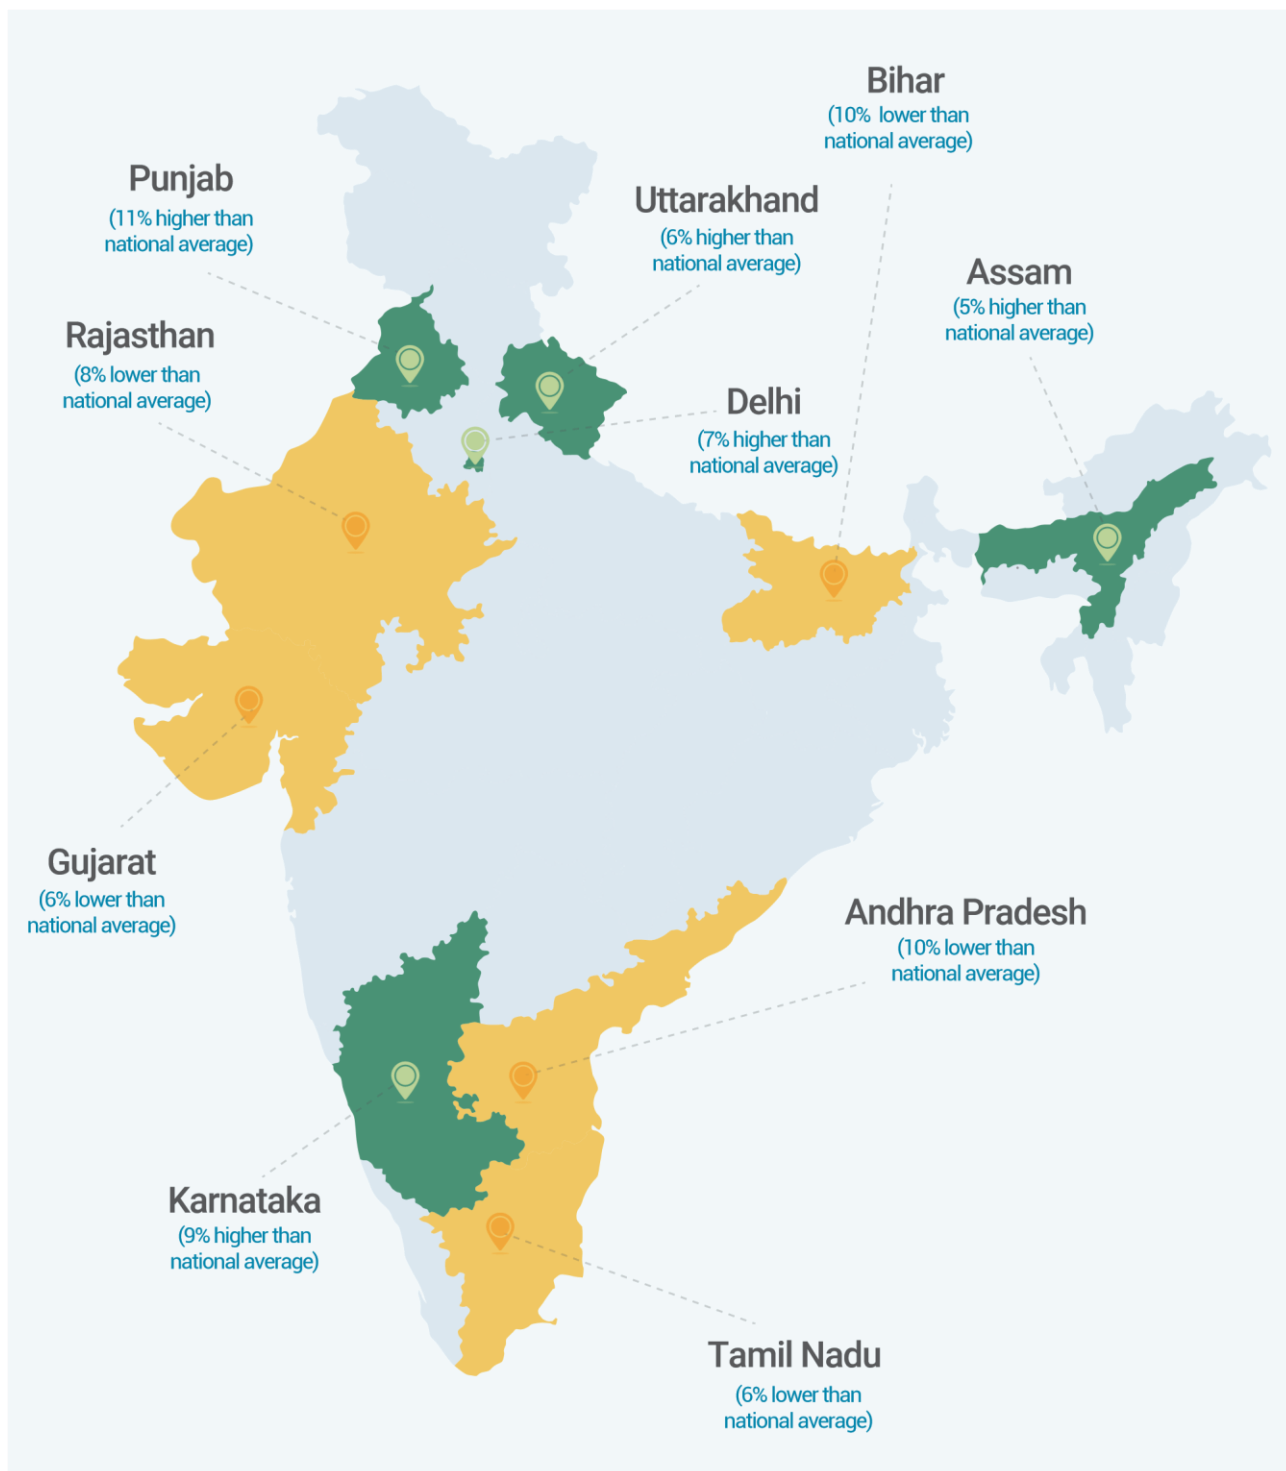 Bihar
(10% lower than
national average)
Punjab
(11% higher than
national average)
Uttarakhand
(6% higher than
national average)
Assam
(5% higher than
national average)
Rajasthan
(8% lower than
national average)
Delhi
(7% higher than
national average)
Gujarat
(6% lower than
national average)
Andhra Pradesh
(10% lower than
national average)
Karnataka
(9% higher than
national average)
Tamil Nadu
(6% lower than
national average)